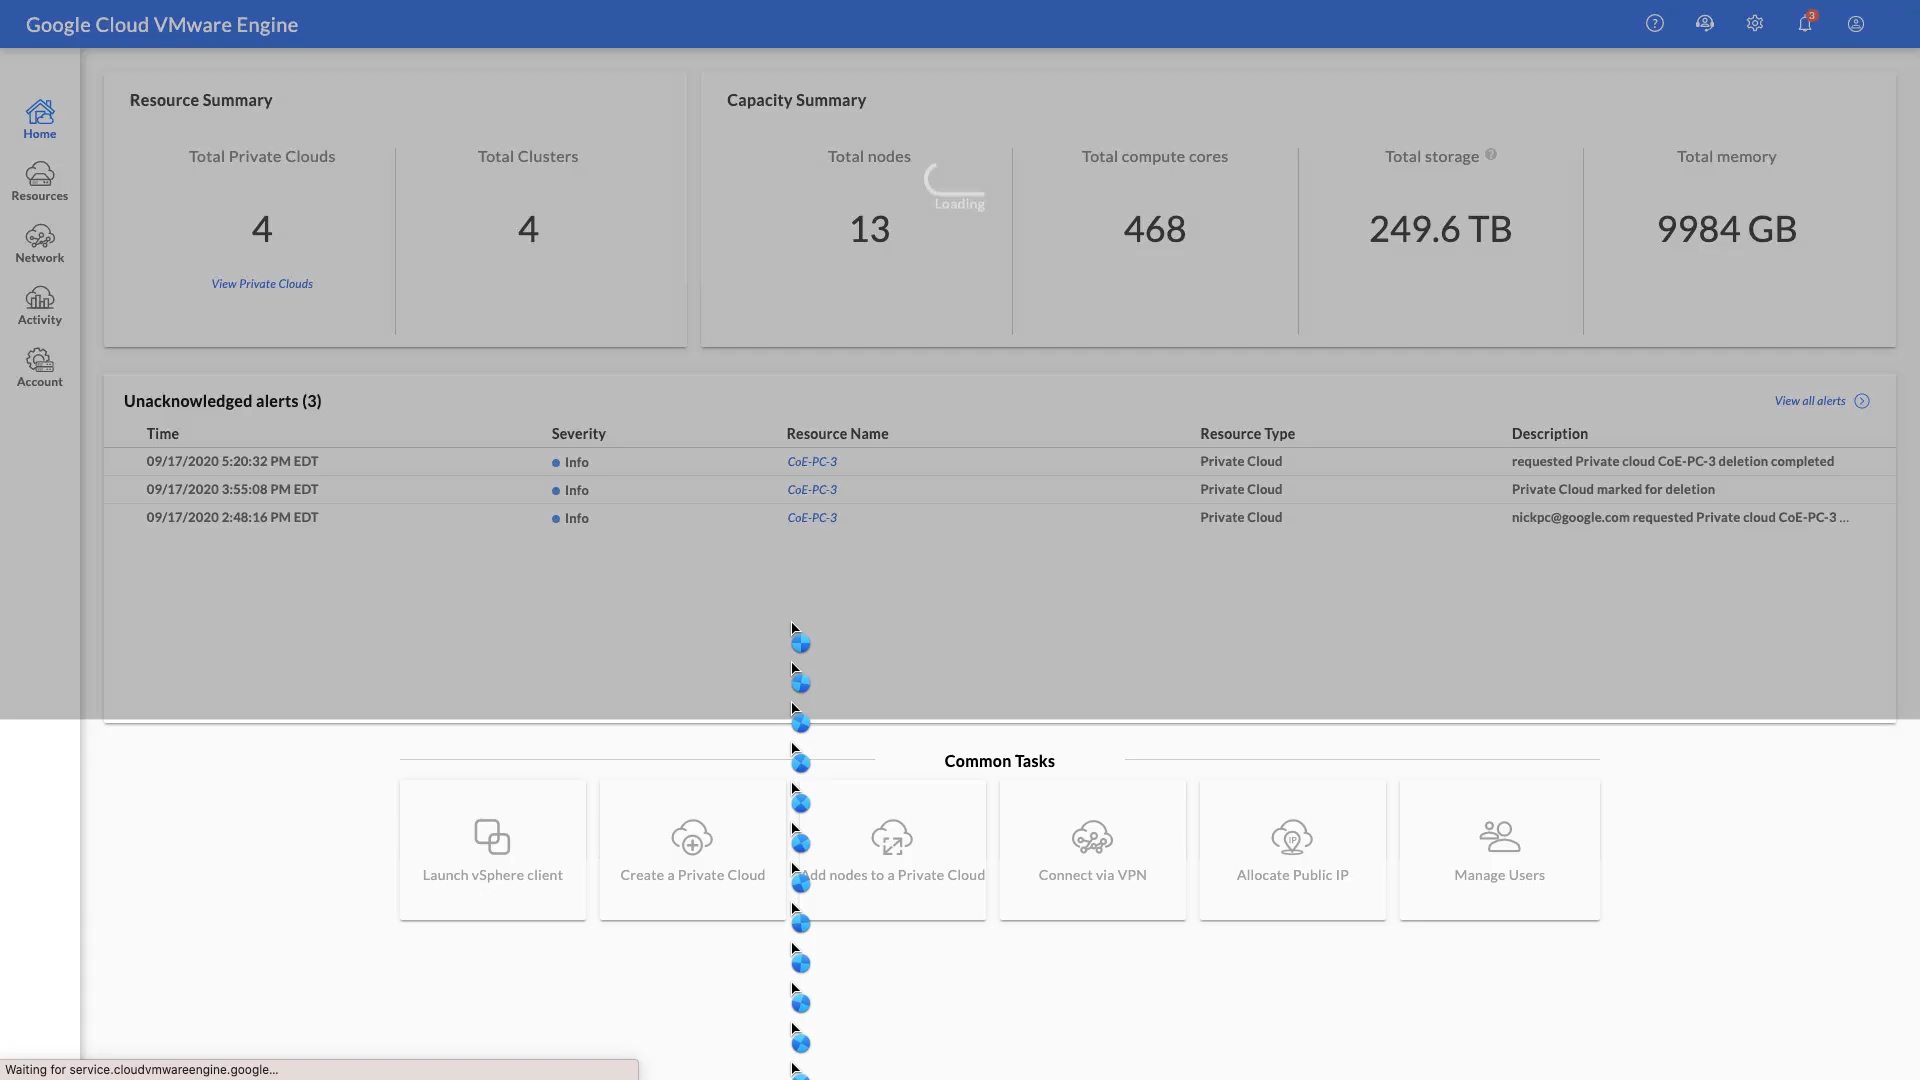 Google Cloud VMware Engine
3
Home
Resources
Network
Activity
Account
Resource Summary
Total Private Clouds
4
View Private Clouds
Total Clusters
4
Capacity Summary
Total nodes
13
Loading
Total compute cores
468
Total storage
249.6 TB
Total memory
9984 GB
Unacknowledged alerts (3)
View all alerts
Time Severity Resource Name Resource Type Description
09/17/2020 5:20:32 PM EDT Info CoE-PC-3 Private Cloud requested Private cloud CoE-PC-3 deletion completed
09/17/2020 3:55:08 PM EDT Info CoE-PC-3 Private Cloud Private Cloud marked for deletion
09/17/2020 2:48:16 PM EDT Info CoE-PC-3 Private Cloud nickpc@google.com requested Private cloud CoE-PC-3 ...
Common Tasks
Launch vSphere client
Create a Private Cloud
Add nodes to a Private Cloud
Connect via VPN
IP
Allocate Public IP
Manage Users
Waiting for service.cloudvmwareengine.google...